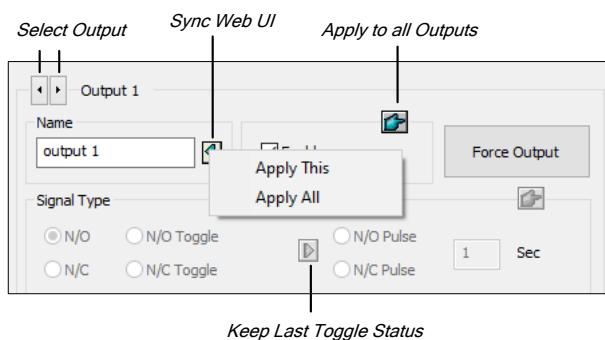 Select Output
Sync Web UI
Apply to all Outputs
Output 1
Name
output 1
Force Output
Apply This
Apply All
Signal Type
N/O
N/O Toggle
N/O Pulse
1
Sec
N/C
N/C Toggle
N/C Pulse
Keep Last Toggle Status